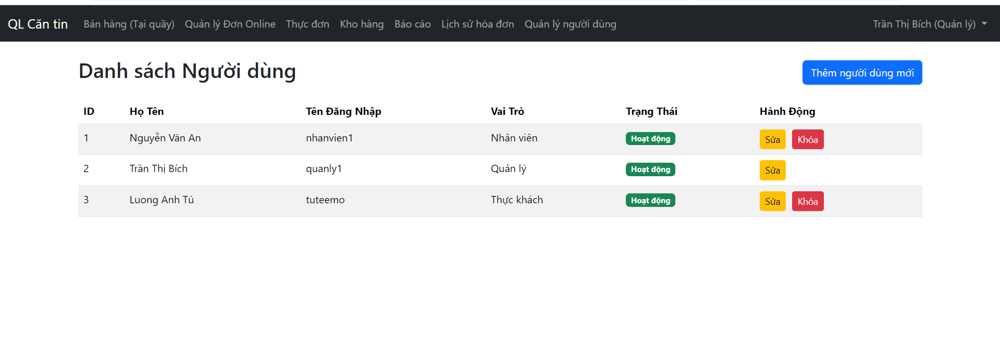 QL Căn tin Bán hàng (Tại quầy) Quản lý Đơn Online Thực đơn Kho hàng Báo cáo Lịch sử hóa đơn Quản lý người dùng Trần Thị Bích (Quản lý)
Danh sách Người dùng Thêm người dùng mới
ID Họ Tên Tên Đăng Nhập Vai Trò Trạng Thái Hành Động
1 Nguyễn Văn An nhanvien1 Nhân viên Hoạt động Sửa Khóa
2 Trần Thị Bích quanly1 Quản lý Hoạt động Sửa
3 Luong Anh Tú tuteemo Thực khách Hoạt động Sửa Khóa